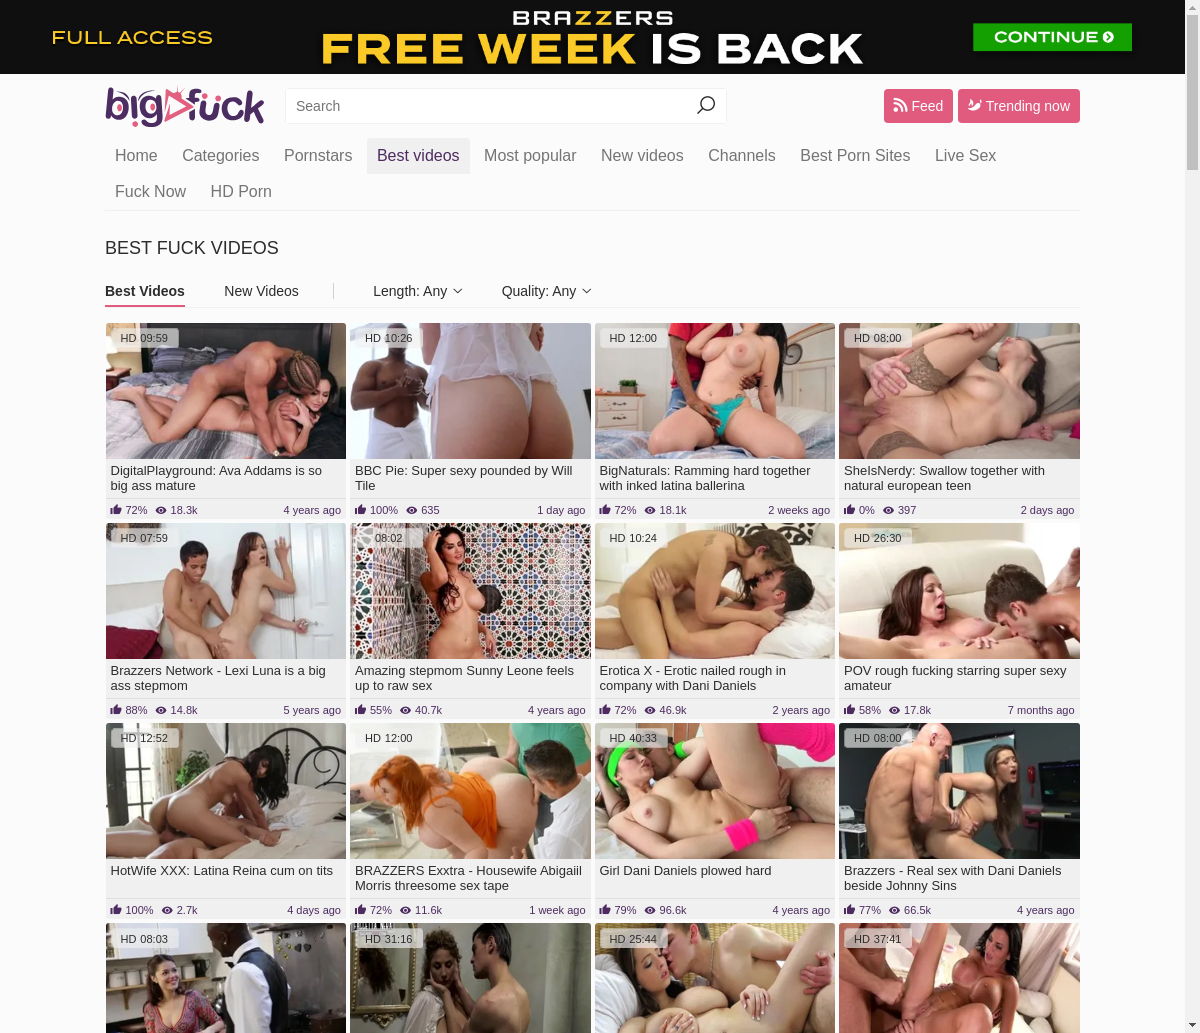 FULL ACCESS
BRAZZERS
FREE WEEK IS BACK
CONTINUE
big fuck
Search
Feed
Trending now
Home Categories Pornstars Best videos Most popular New videos Channels Best Porn Sites Live Sex
Fuck Now HD Porn
BEST FUCK VIDEOS
Best Videos New Videos Length: Any Quality: Any
HD 09:59
HD 10:26
HD 12:00
HD 08:00
DigitalPlayground: Ava Addams is so
big ass mature
72% 18.3k 4 years ago
BBC Pie: Super sexy pounded by Will
Tile
100% 635 1 day ago
BigNaturals: Ramming hard together
with inked latina ballerina
72% 18.1k 2 weeks ago
SheIsNerdy: Swallow together with
natural european teen
0% 397 2 days ago
HD 07:59
08:02
HD 10:24
HD 26:30
Brazzers Network - Lexi Luna is a big
ass stepmom
88% 14.8k 5 years ago
Amazing stepmom Sunny Leone feels
up to raw sex
55% 40.7k 4 years ago
Erotica X - Erotic nailed rough in
company with Dani Daniels
72% 46.9k 2 years ago
POV rough fucking starring super sexy
amateur
58% 17.8k 7 months ago
HD 12:52
HD 12:00
HD 40:33
HD 08:00
HotWife XXX: Latina Reina cum on tits
100% 2.7k 4 days ago
BRAZZERS Exxtra - Housewife Abigaiil
Morris threesome sex tape
72% 11.6k 1 week ago
Girl Dani Daniels plowed hard
79% 96.6k 4 years ago
Brazzers - Real sex with Dani Daniels
beside Johnny Sins
77% 66.5k 4 years ago
HD 08:03
HD 31:16
HD 25:44
HD 37:41